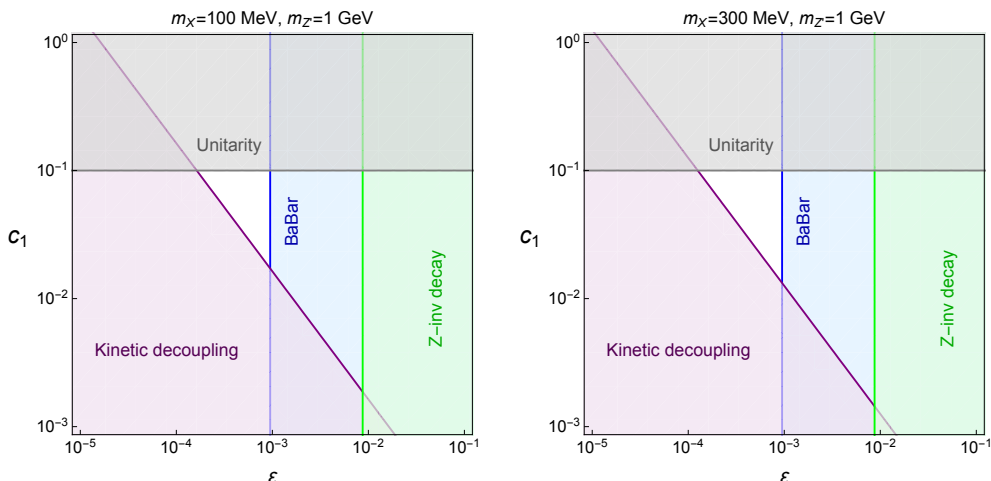 m_X=100 MeV, m_Z'=1 GeV
10^0
10^-1
10^-2
10^-3
c_1
Unitarity
BaBar
Z-inv decay
Kinetic decoupling
10^-5 10^-4 10^-3 10^-2 10^-1
ε
m_X=300 MeV, m_Z'=1 GeV
10^0
10^-1
10^-2
10^-3
c_1
Unitarity
BaBar
Z-inv decay
Kinetic decoupling
10^-5 10^-4 10^-3 10^-2 10^-1
ε